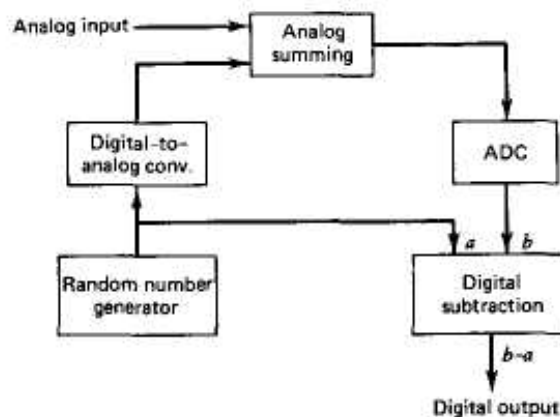 Analog input
Analog
summing
Digital-to-
analog conv.
ADC
a
b
Random number
generator
Digital
subtraction
b-a
Digital output